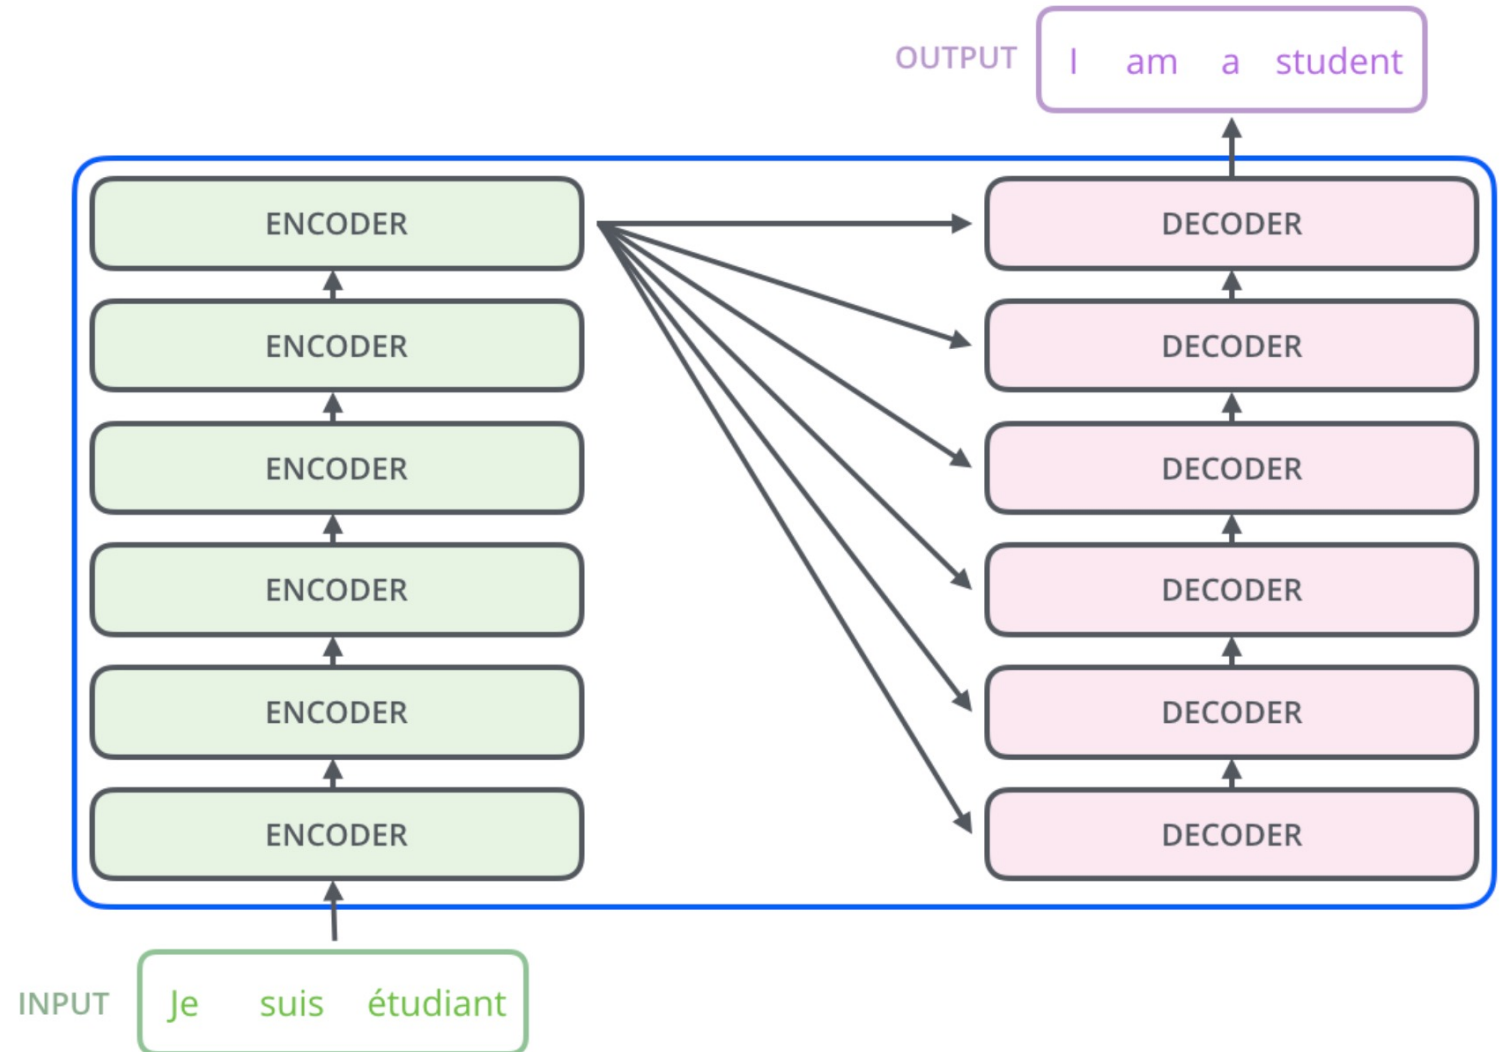 OUTPUT
I am a student
ENCODER
DECODER
ENCODER
DECODER
ENCODER
DECODER
ENCODER
DECODER
ENCODER
DECODER
ENCODER
DECODER
INPUT
Je suis étudiant